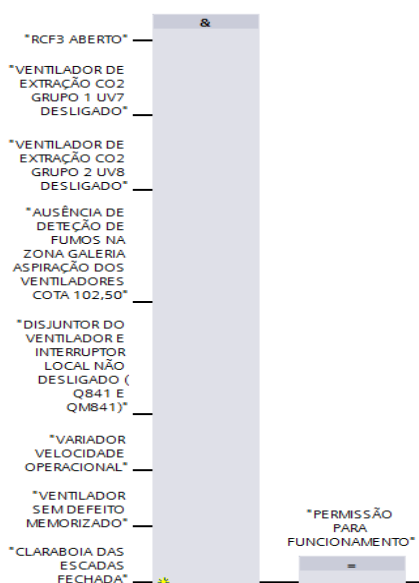 &
"RCF3 ABERTO"
"VENTILADOR DE
EXTRAÇÃO CO2
GRUPO 1 UV7
DESLIGADO"
"VENTILADOR DE
EXTRAÇÃO CO2
GRUPO 2 UV8
DESLIGADO"
"AUSÊNCIA DE
DETEÇÃO DE
FUMOS NA
ZONA GALERIA
ASPIRAÇÃO DOS
VENTILADORES
COTA 102,50"
"DISJUNTOR DO
VENTILADOR E
INTERRUPTOR
LOCAL NÃO
DESLIGADO (
Q841 E
QM841)"
"VARIADOR
VELOCIDADE
OPERACIONAL"
"VENTILADOR
SEM DEFEITO
MEMORIZADO"
"CLARABOIA DAS
ESCADAS
FECHADA"
"PERMISSÃO
PARA
FUNCIONAMENTO"
=